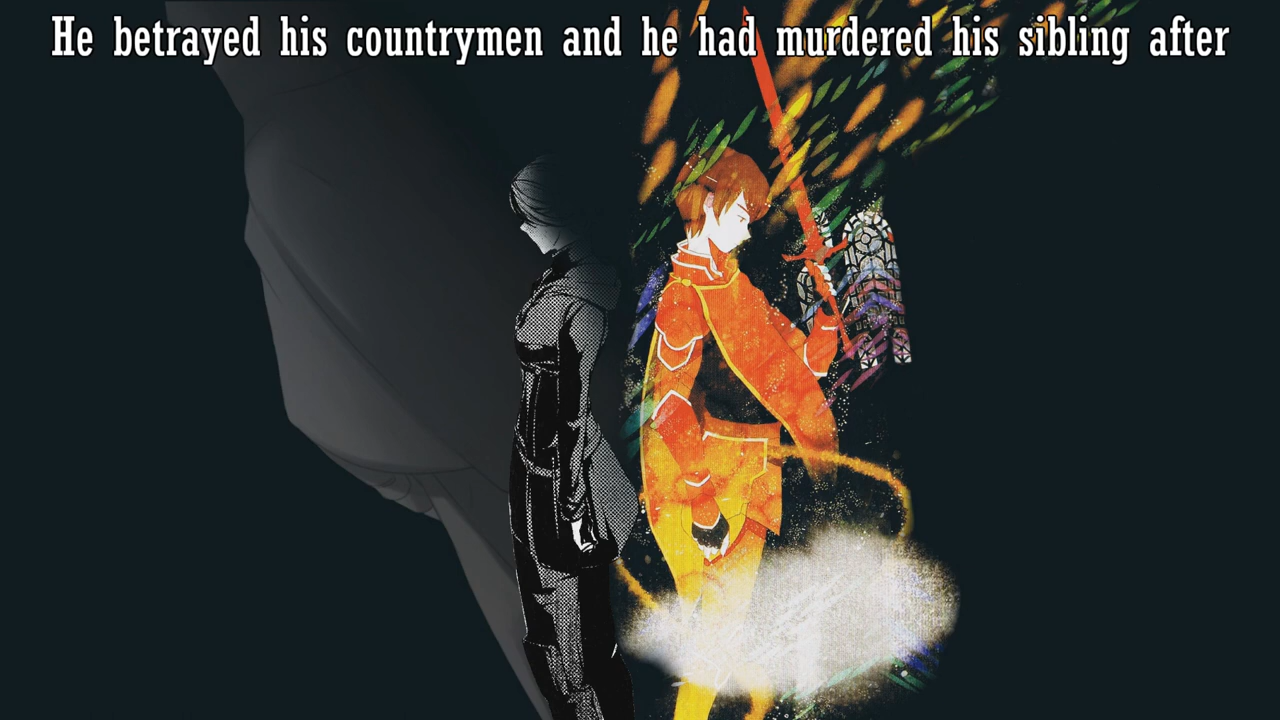 He betrayed his countrymen and he had murdered his sibling after